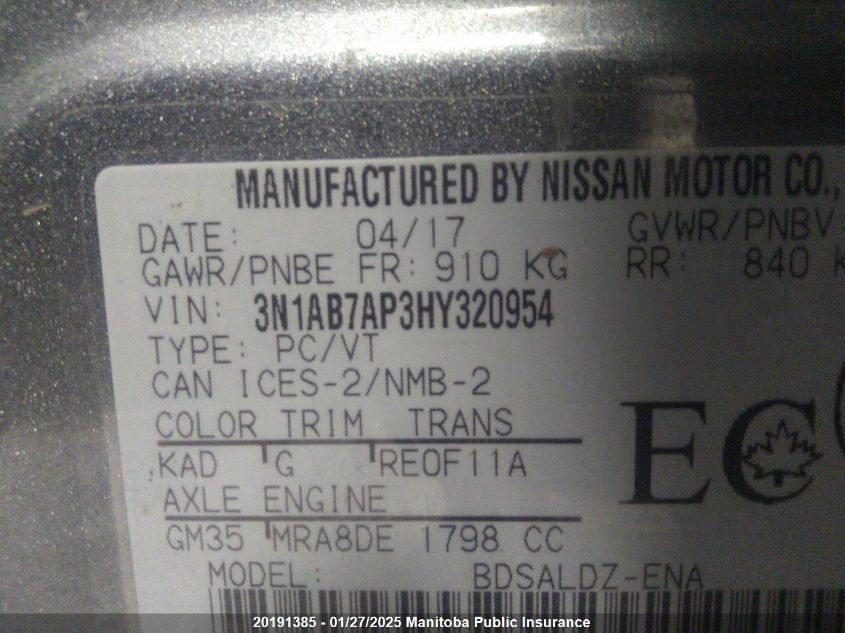 MANUFACTURED BY NISSAN MOTOR CO.,
DATE: 04/17 GVWR/PNBV
GAWR/PNBE FR: 910 KG RR: 840 K
VIN: 3N1AB7AP3HY320954
TYPE: PC/VT
CAN ICES-2/NMB-2
COLOR TRIM TRANS
KAD G RE0F11A
EC
AXLE ENGINE
GM35 MRA8DE 1798 CC
MODEL: BDSALDZ-ENA
20191385 - 01/27/2025 Manitoba Public Insurance